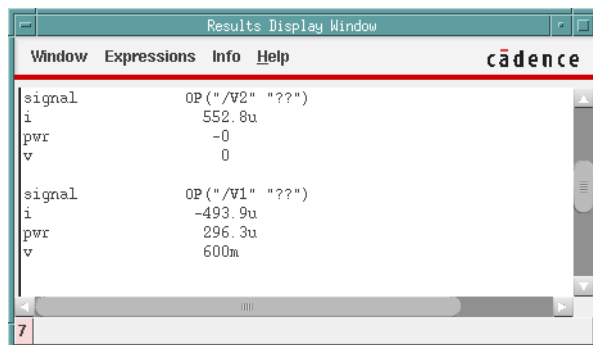 Results Display Window
Window Expressions Info Help cādence
signal OP("/V2" "??")
i 552.8u
pwr -0
v 0
signal OP("/V1" "??")
i -493.9u
pwr 296.3u
v 600m
7